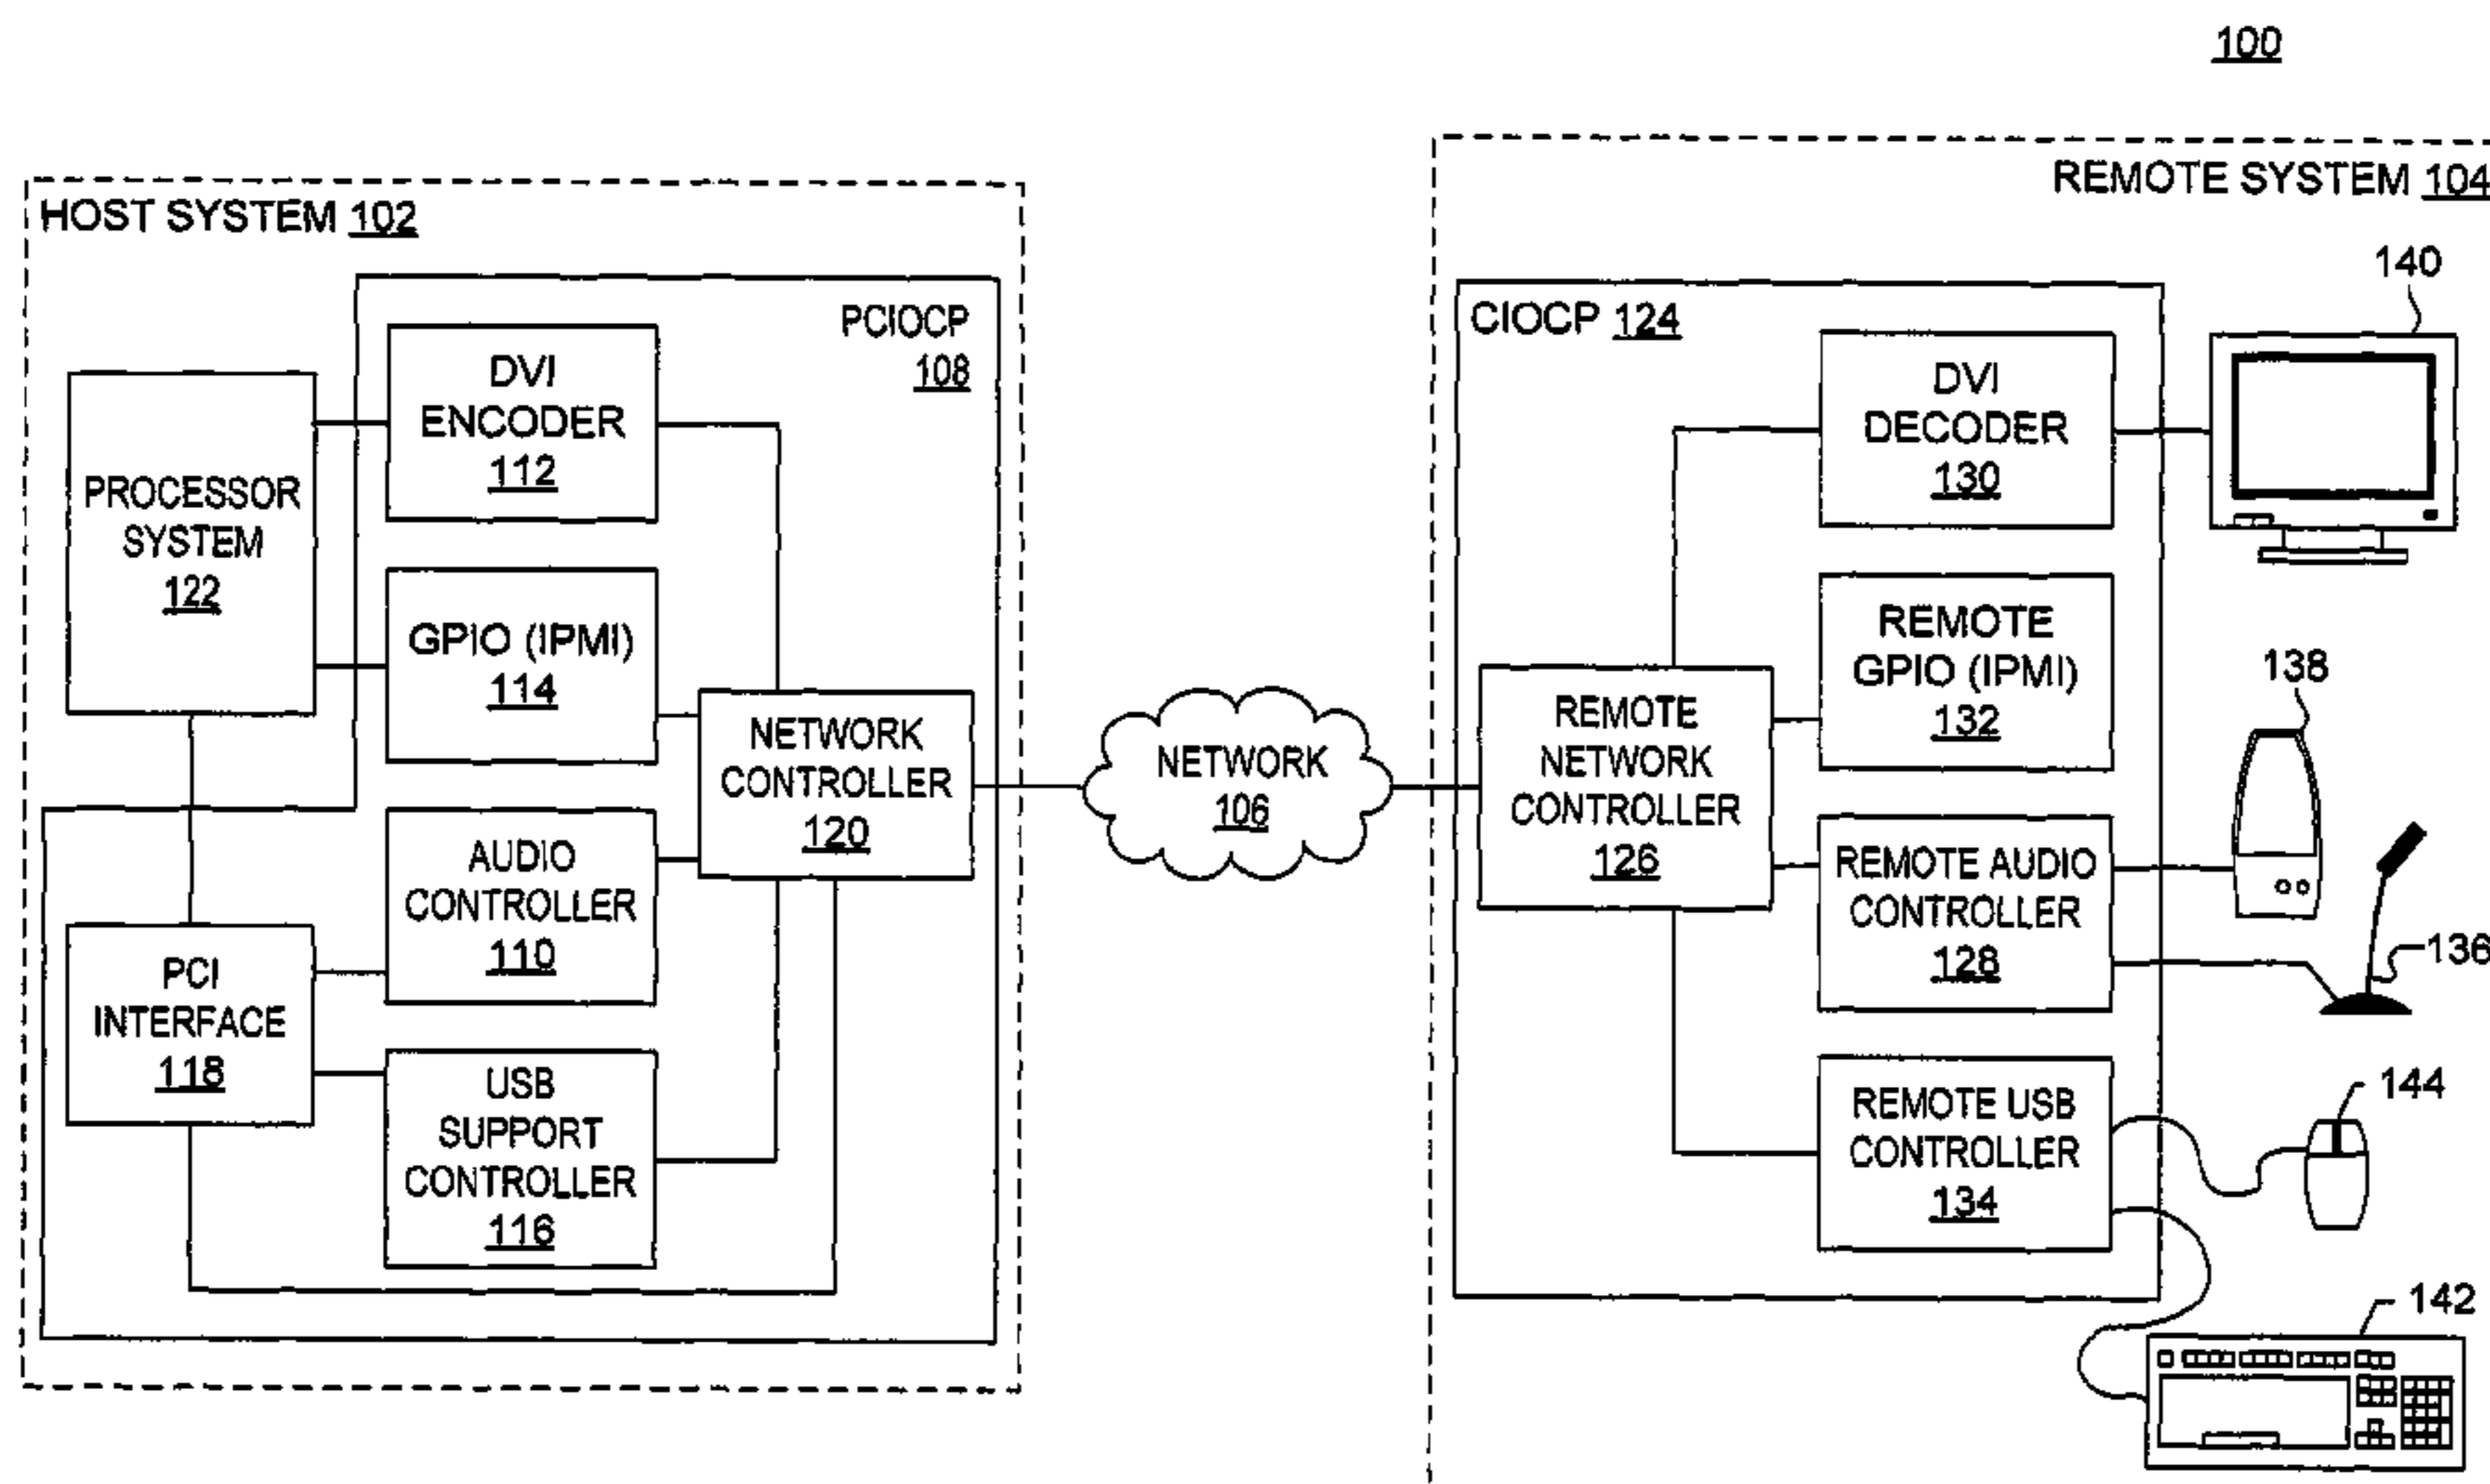 100
HOST SYSTEM 102
PCIOCP
108
PROCESSOR
SYSTEM
122
DVI
ENCODER
112
GPIO (IPMI)
114
NETWORK
CONTROLLER
120
AUDIO
CONTROLLER
110
PCI
INTERFACE
118
USB
SUPPORT
CONTROLLER
116
NETWORK
106
REMOTE SYSTEM 104
CIOCP 124
DVI
DECODER
130
140
REMOTE
GPIO (IPMI)
132
REMOTE
NETWORK
CONTROLLER
126
138
REMOTE AUDIO
CONTROLLER
128
136
REMOTE USB
CONTROLLER
134
144
142